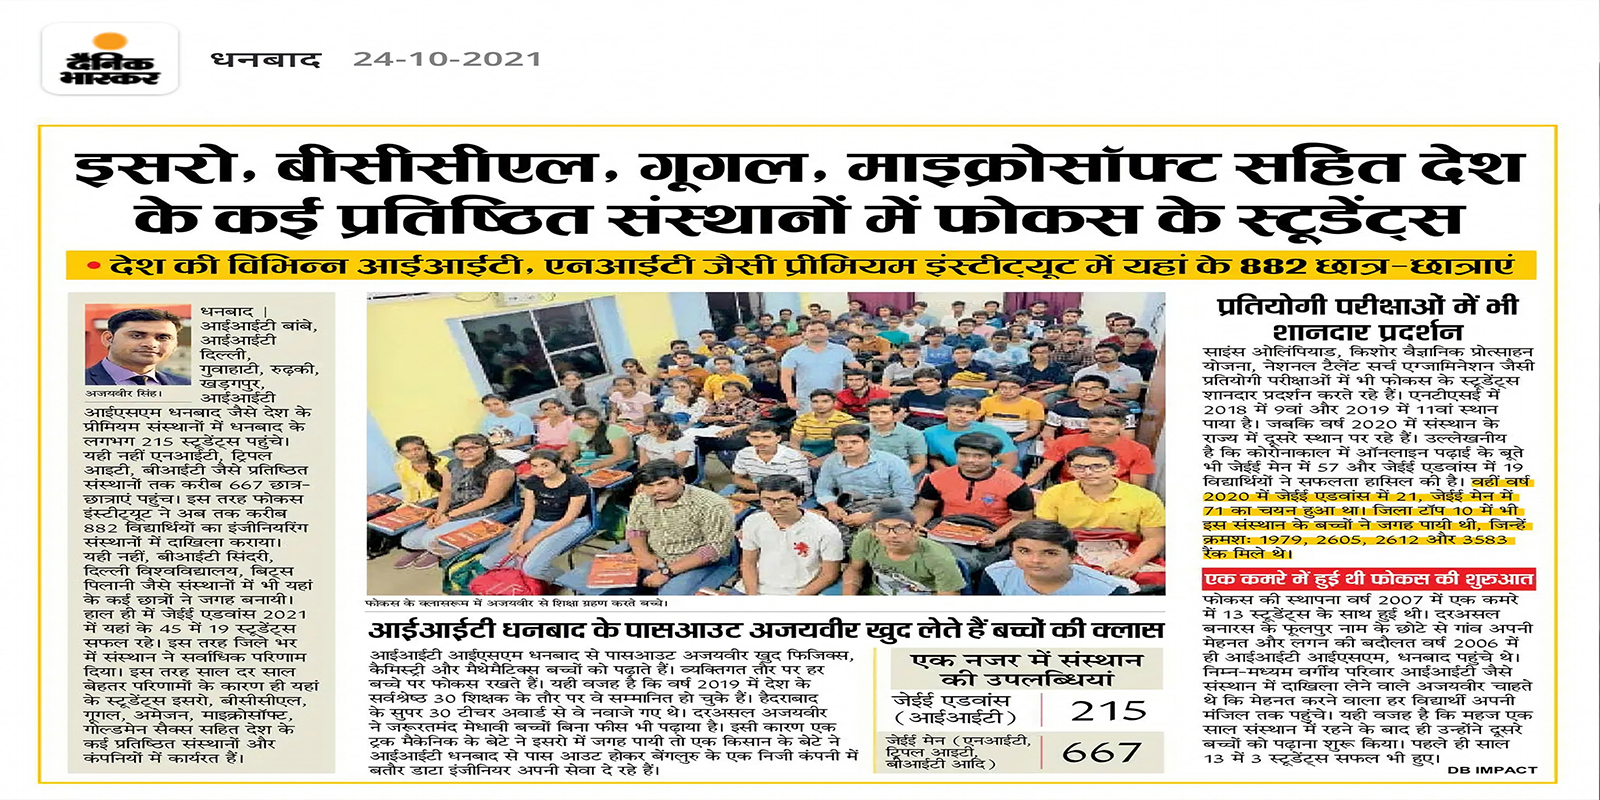 दैनिक
भास्कर
धनबाद 24-10-2021
इसरो, बीसीसीएल, गूगल, माइक्रोसॉफ्ट सहित देश
के कई प्रतिष्ठित संस्थानों में फोकस के स्टूडेंट्स
• देश की विभिन्न आईआईटी, एनआईटी जैसी प्रीमियम इंस्टीट्यूट में यहां के 882 छात्र-छात्राएं
अजयवीर सिंह।
धनबाद |
आईआईटी बांबे,
आईआईटी
दिल्ली,
गुवाहाटी, रुढ़की,
खड़गपुर,
आईआईटी
आईएसएम धनबाद जैसे देश के
प्रीमियम संस्थानों में धनबाद के
लगभग 215 स्टूडेंट्स पहुंचे।
यही नहीं एनआईटी, ट्रिपल
आइटी, बीआईटी जैसे प्रतिष्ठित
संस्थानों तक करीब 667 छात्र-
छात्राएं पहुंच। इस तरह फोकस
इंस्टीट्यूट ने अब तक करीब
882 विद्यार्थियों का इंजीनियरिंग
संस्थानों में दाखिला कराया।
यही नहीं, बीआईटी सिंदरी,
दिल्ली विश्वविद्यालय, बिट्स
पिलानी जैसे संस्थानों में भी यहां
के कई छात्रों ने जगह बनायी।
हाल ही में जेईई एडवांस 2021
में यहां के 45 में 19 स्टूडेंट्स
सफल रहे। इस तरह जिले भर
में संस्थान ने सर्वाधिक परिणाम
दिया। इस तरह साल दर साल
बेहतर परिणामों के कारण ही यहां
के स्टूडेंट्स इसरो, बीसीसीएल,
गूगल, अमेजन, माइक्रोसॉफ्ट,
गोल्डमेन सैक्स सहित देश के
कई प्रतिष्ठित संस्थानों और
कंपनियों में कार्यरत हैं।
फोकस के क्लासरूम में अजयवीर से शिक्षा ग्रहण करते बच्चे।
आईआईटी धनबाद के पासआउट अजयवीर खुद लेते हैं बच्चों की क्लास
आईआईटी आईएसएम धनबाद से पासआउट अजयवीर खुद फिजिक्स,
कैमिस्ट्री और मैथेमैटिक्स बच्चों को पढ़ाते हैं। व्यक्तिगत तौर पर हर
बच्चे पर फोकस रखते हैं। यही वजह है कि वर्ष 2019 में देश के
सर्वश्रेष्ठ 30 शिक्षक के तौर पर वे सम्मानित हो चुके हैं। हैदराबाद
के सुपर 30 टीचर अवार्ड से वे नवाजे गए थे। दरअसल अजयवीर
ने जरूरतमंद मेधावी बच्चों बिना फीस भी पढ़ाया है। इसी कारण एक
ट्रक मैकेनिक के बेटे ने इसरो में जगह पायी तो एक किसान के बेटे ने
आईआईटी धनबाद से पास आउट होकर बेंगलुरु के एक निजी कंपनी में
बतौर डाटा इंजीनियर अपनी सेवा दे रहे हैं।
एक नजर में संस्थान
की उपलब्धियां
जेईई एडवांस
(आईआईटी) 215
जेईई मेन (एनआईटी,
ट्रिपल आइटी,
बीआईटी आदि) 667
प्रतियोगी परीक्षाओं में भी
शानदार प्रदर्शन
साइंस ओलिंपियाड, किशोर वैज्ञानिक प्रोत्साहन
योजना, नेशनल टैलेंट सर्च एग्जामिनेशन जैसी
प्रतियोगी परीक्षाओं में भी फोकस के स्टूडेंट्स
शानदार प्रदर्शन करते रहे हैं। एनटीएसई में
2018 में 9वां और 2019 में 11वां स्थान
पाया है। जबकि वर्ष 2020 में संस्थान के
राज्य में दूसरे स्थान पर रहे हैं। उल्लेखनीय
है कि कोरोनाकाल में ऑनलाइन पढ़ाई के बूते
भी जेईई मेन में 57 और जेईई एडवांस में 19
विद्यार्थियों ने सफलता हासिल की है। वहीं वर्ष
2020 में जेईई एडवांस में 21, जेईई मेन में
71 का चयन हुआ था। जिला टॉप 10 में भी
इस संस्थान के बच्चों ने जगह पायी थी, जिन्हें
क्रमशः 1979, 2605, 2612 और 3583
रैंक मिले थे।
एक कमरे में हुई थी फोकस की शुरुआत
फोकस की स्थापना वर्ष 2007 में एक कमरे
में 13 स्टूडेंट्स के साथ हुई थी। दरअसल
बनारस के फूलपुर नाम के छोटे से गांव अपनी
मेहनत और लगन की बदौलत वर्ष 2006 में
ही आईआईटी आईएसएम, धनबाद पहुंचे थे।
निम्न-मध्यम वर्गीय परिवार आईआईटी जैसे
संस्थान में दाखिला लेने वाले अजयवीर चाहते
थे कि मेहनत करने वाला हर विद्यार्थी अपनी
मंजिल तक पहुंचे। यही वजह है कि महज एक
साल संस्थान में रहने के बाद ही उन्होंने दूसरे
बच्चों को पढ़ाना शुरू किया। पहले ही साल
13 में 3 स्टूडेंट्स सफल भी हुए।
DB IMPACT